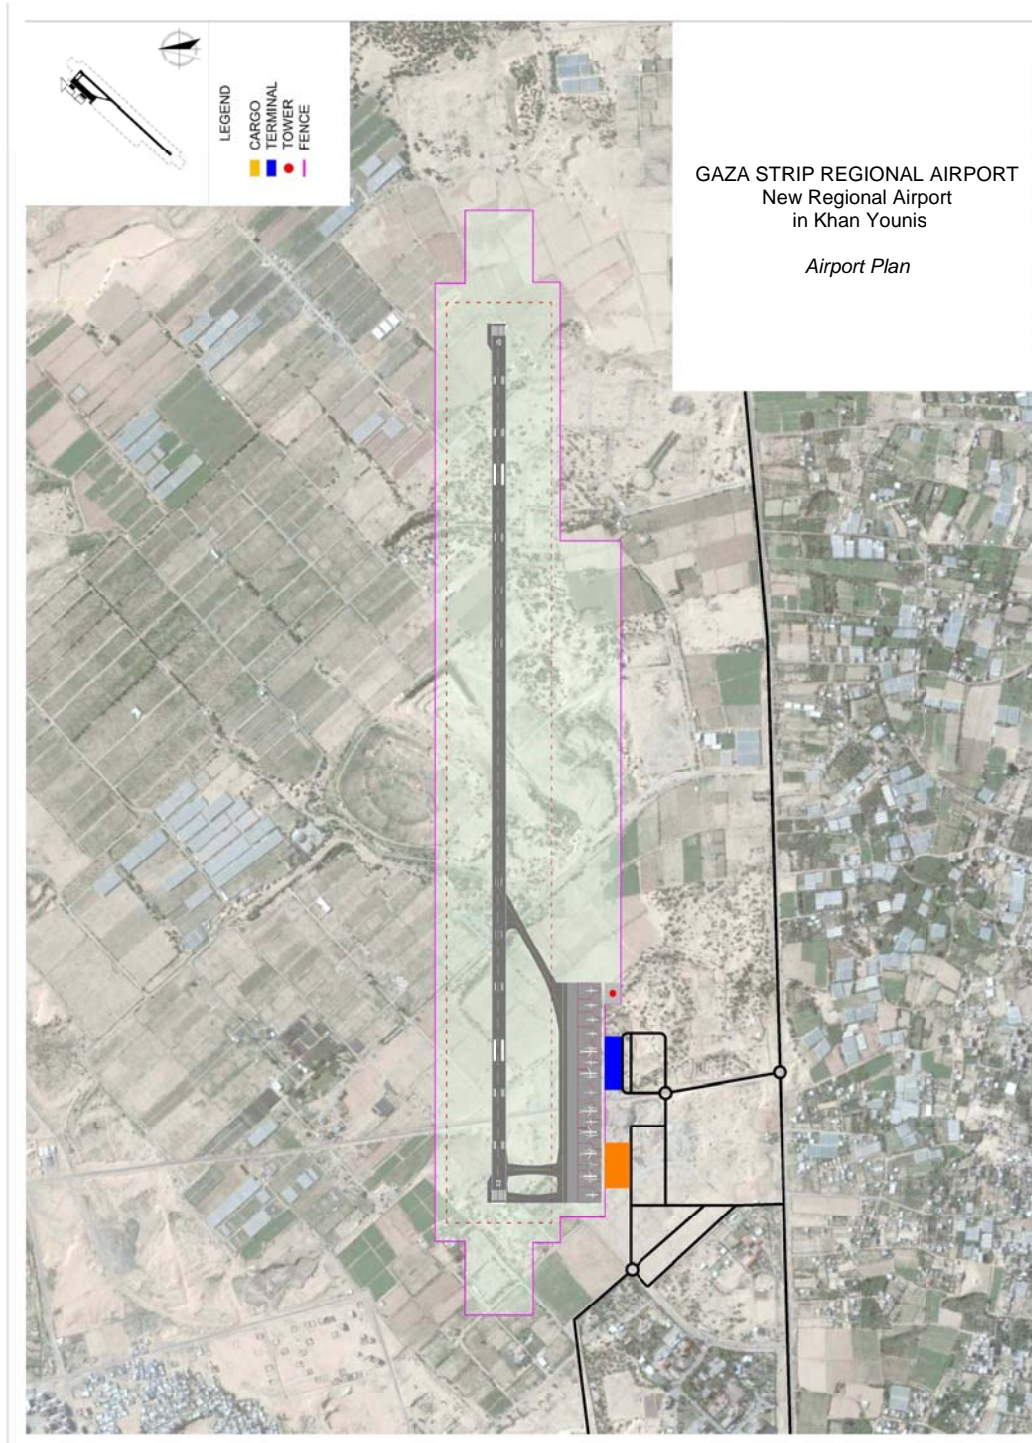 LEGEND
CARGO
TERMINAL
TOWER
FENCE
GAZA STRIP REGIONAL AIRPORT
New Regional Airport
in Khan Younis
Airport Plan